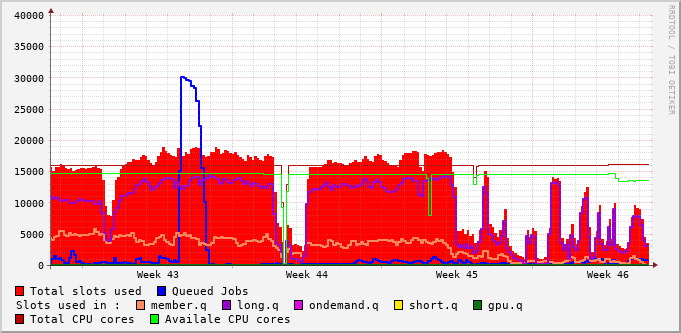 40000
35000
30000
25000
20000
15000
10000
5000
0
Week 43 Week 44 Week 45 Week 46
RRDTOOL / TOBI OETIKER
Total slots used Queued Jobs
Slots used in : member.q long.q ondemand.q short.q gpu.q
Total CPU cores Availale CPU cores